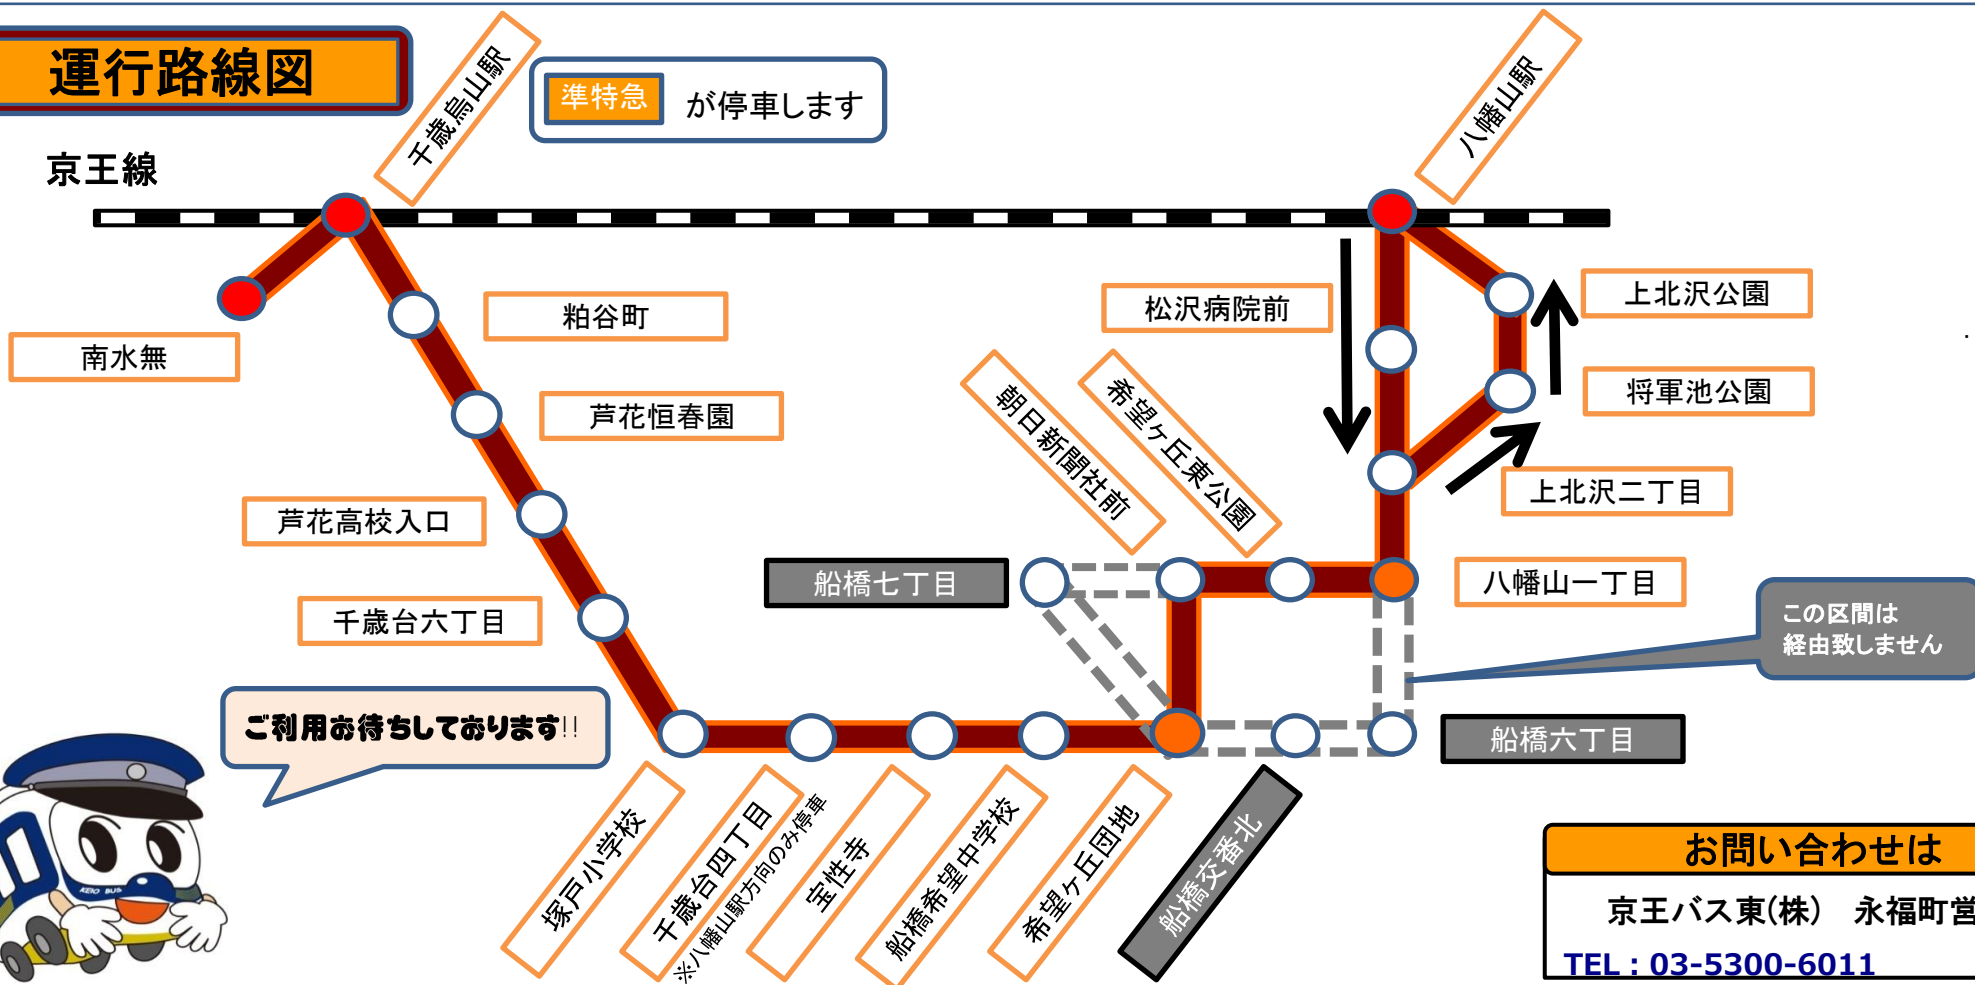 運行路線図
千歳烏山駅
準特急 が停車します
八幡山駅
京王線
南水無
粕谷町
芦花恒春園
芦花高校入口
千歳台六丁目
松沢病院前
上北沢公園
将軍池公園
上北沢二丁目
朝日新聞社前
希望ヶ丘東公園
船橋七丁目
八幡山一丁目
この区間は
経由致しません
船橋六丁目
ご利用お待ちしております!!
塚戸小学校
千歳台四丁目
※八幡山駅方向のみ停車
宝性寺
船橋希望中学校
希望ヶ丘団地
船橋交番北
KEIO BUS
お問い合わせは
京王バス東(株) 永福町営
TEL : 03-5300-6011